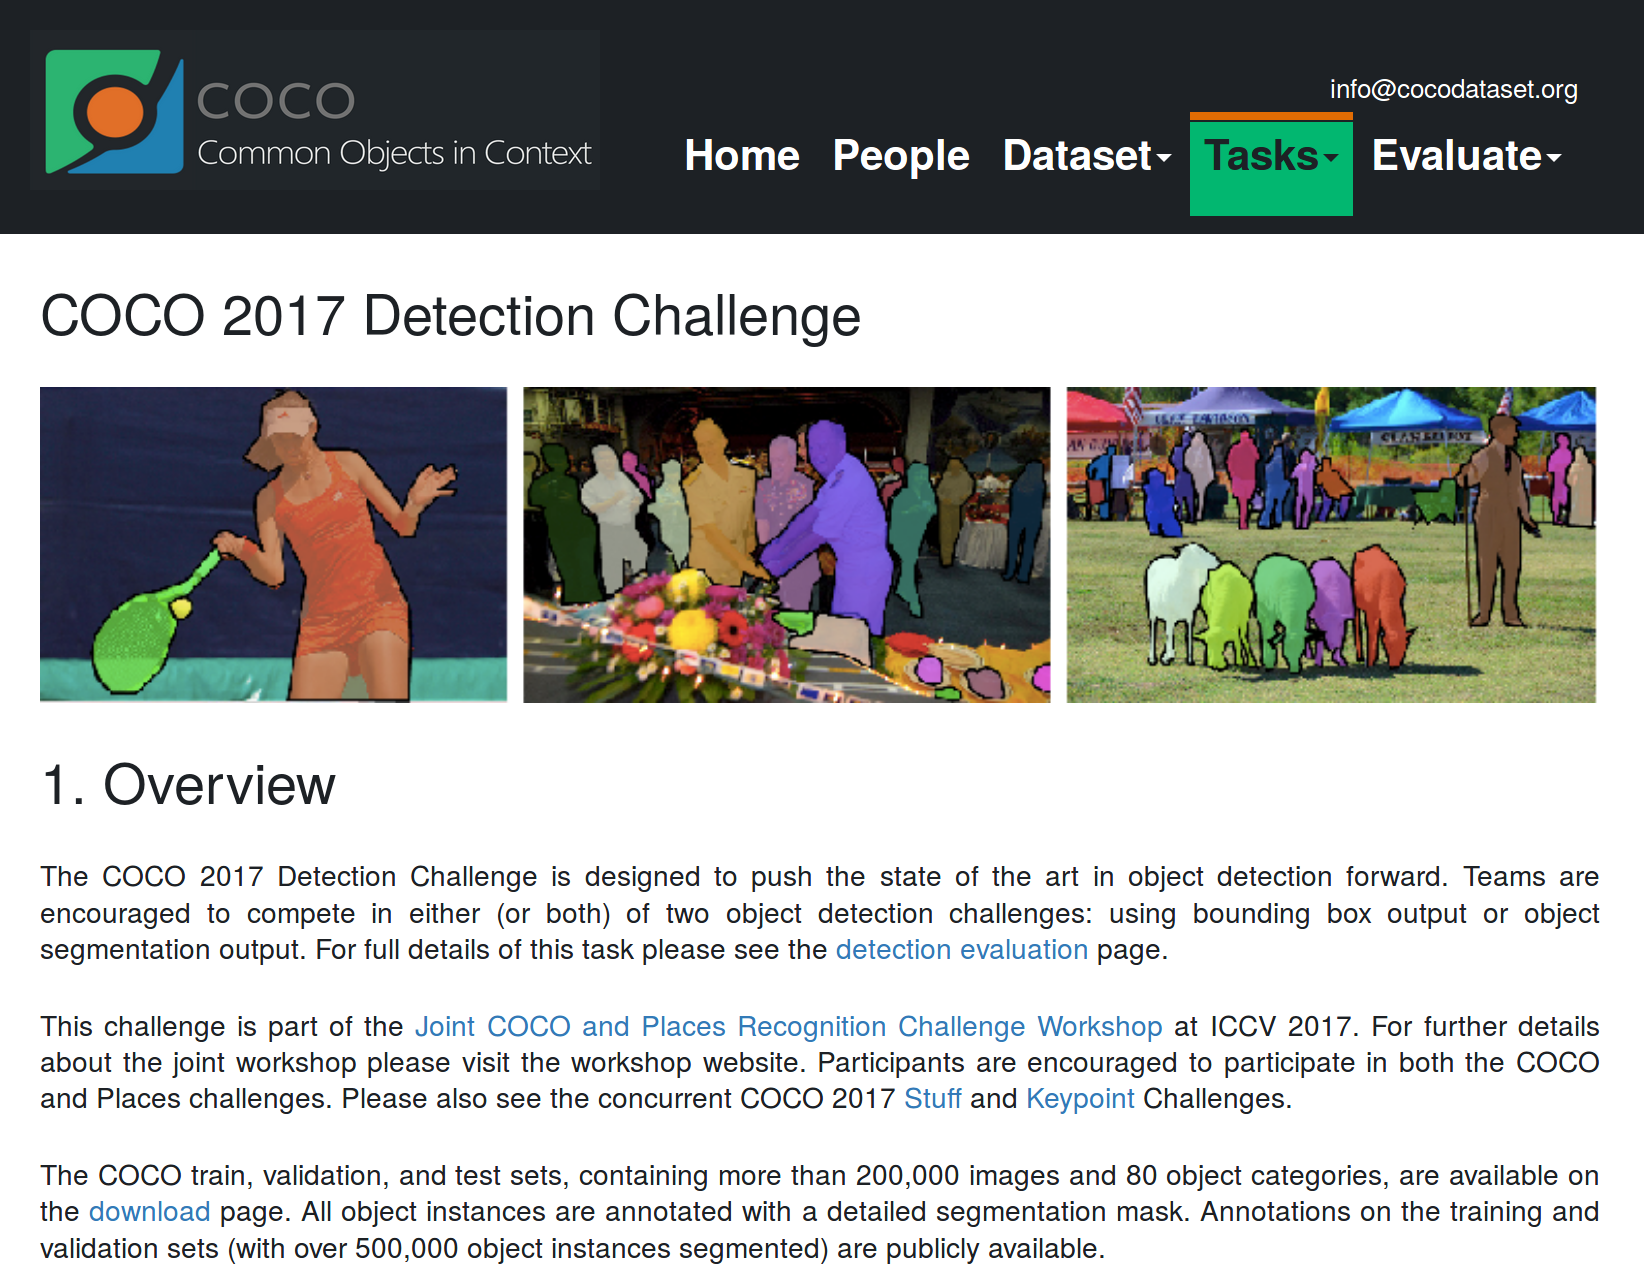 COCO
Common Objects in Context
info@cocodataset.org
Home People Dataset Tasks Evaluate
COCO 2017 Detection Challenge
1. Overview
The COCO 2017 Detection Challenge is designed to push the state of the art in object detection forward. Teams are
encouraged to compete in either (or both) of two object detection challenges: using bounding box output or object
segmentation output. For full details of this task please see the detection evaluation page.
This challenge is part of the Joint COCO and Places Recognition Challenge Workshop at ICCV 2017. For further details
about the joint workshop please visit the workshop website. Participants are encouraged to participate in both the COCO
and Places challenges. Please also see the concurrent COCO 2017 Stuff and Keypoint Challenges.
The COCO train, validation, and test sets, containing more than 200,000 images and 80 object categories, are available on
the download page. All object instances are annotated with a detailed segmentation mask. Annotations on the training and
validation sets (with over 500,000 object instances segmented) are publicly available.